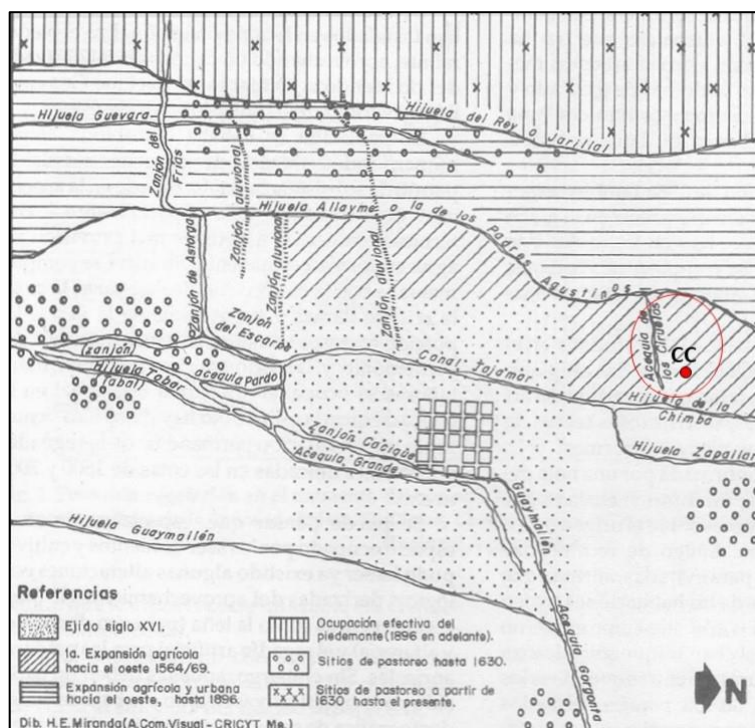 Hijuela del Rey o Jarillal
Hijuela Guevara
Zanjón del
Frías
Zanjón aluvional
Hijuela Allayme o la de los Padres
Agustinos
Zanjón aluvional
Zanjón aluvional
Zanjón de Astorga
Zanjón
del Escarbe
Acequia de
los Ciruelos
CC
(zanjón)
Hijuela Tobar
(Tabal)
acequia Pardo
Canal Tajamar
Hijuela de la
Chimba
Hijuela Zapallar
Zanjón Cacique
Acequia Grande
Guaymallén
Hijuela Guaymallén
Acequia Gorgonta
N
Referencias
Ejido siglo XVI.
la. Expansión agrícola
hacia el oeste 1564/69.
Expansión agrícola y urbana
hacia el oeste, hasta 1896.
Ocupación efectiva del
piedemonte (1896 en adelante).
Sitios de pastoreo hasta 1630.
Sitios de pastoreo a partir de
1630 hasta el presente.
Dib. H.E. Miranda (A.Com.Visual - CRICYT Me.)